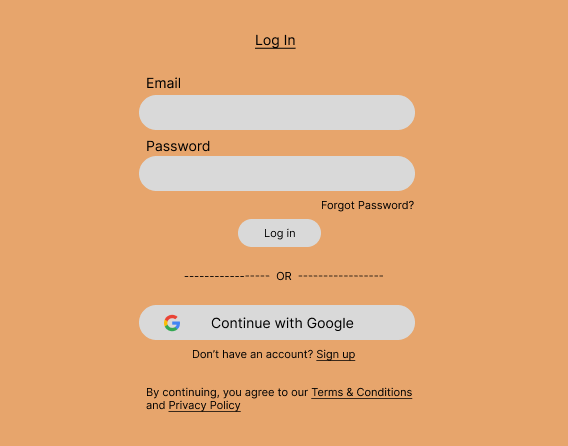 Log In
Email
Password
Forgot Password?
Log in
----------------- OR -----------------
Continue with Google
Don't have an account? Sign up
By continuing, you agree to our Terms & Conditions
and Privacy Policy